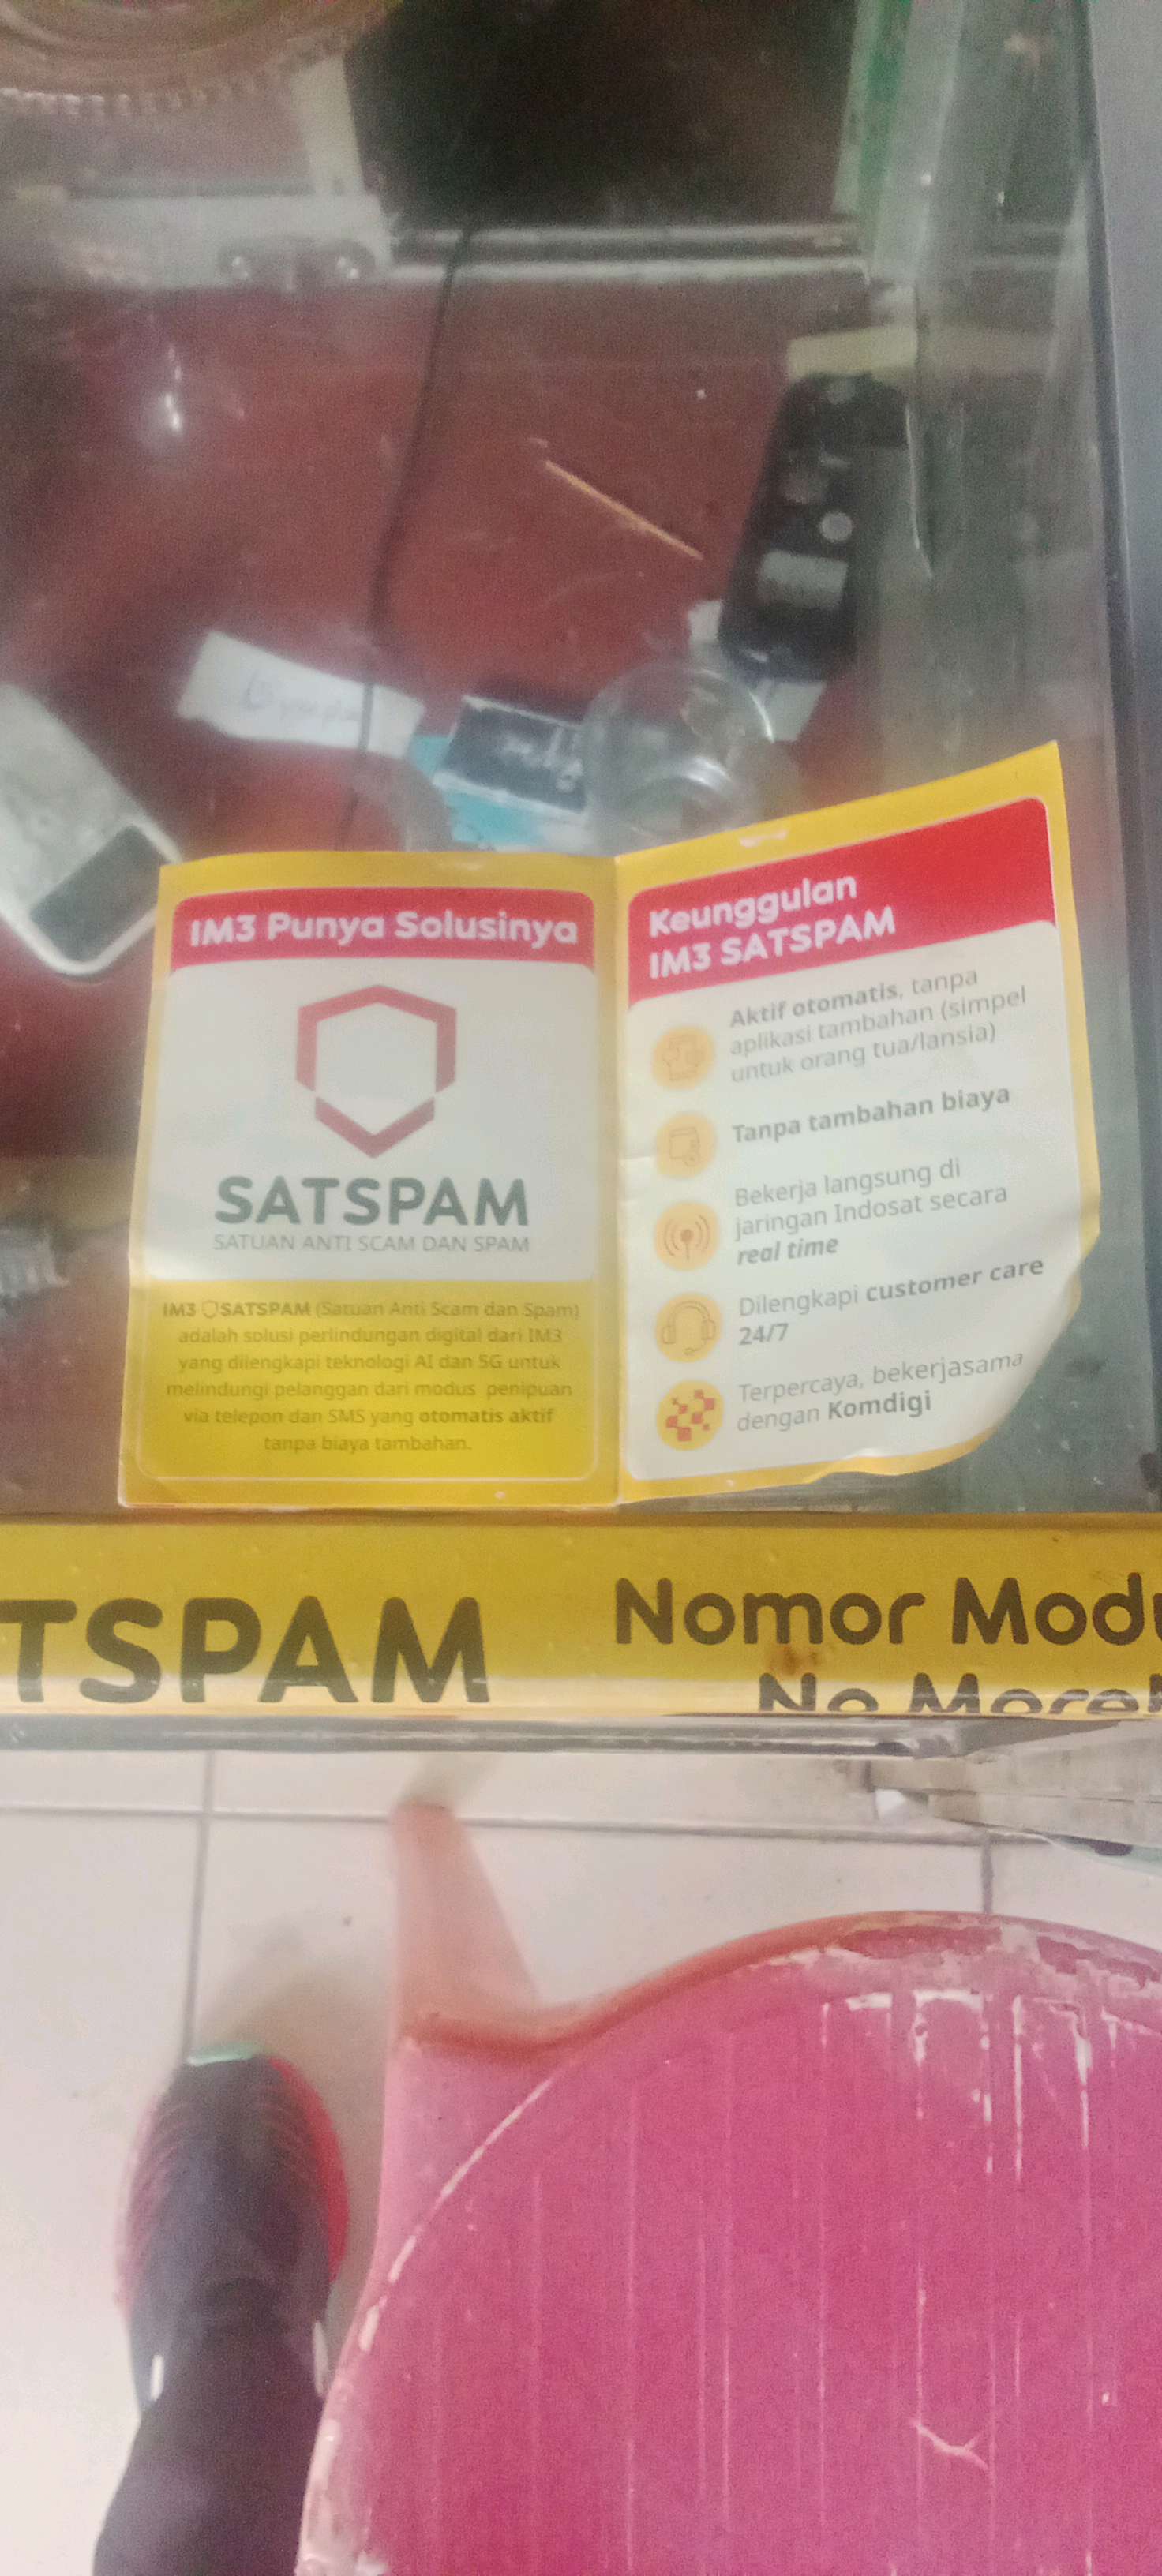 IM3 Punya Solusinya
SATSPAM
SATUAN ANTI SCAM DAN SPAM
IM3 SATSPAM (Satuan Anti Scam dan Spam)
adalah solusi perlindungan digital dari IM3
yang dilengkapi teknologi AI dan 5G untuk
melindungi pelanggan dari modus penipuan
via telepon dan SMS yang otomatis aktif
tanpa biaya tambahan.
Keunggulan
IM3 SATSPAM
Aktif otomatis, tanpa
aplikasi tambahan (simpel
untuk orang tua/lansia)
Tanpa tambahan biaya
Bekerja langsung di
jaringan Indosat secara
real time
Dilengkapi customer care
24/7
Terpercaya, bekerjasama
dengan Komdigi
TSPAM
Nomor Modu
No More!